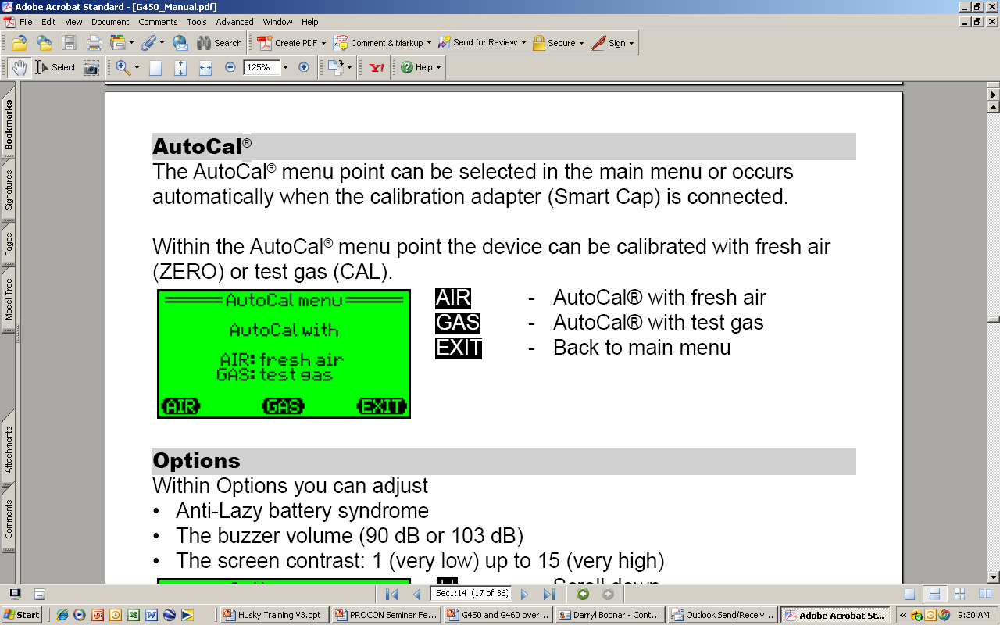 Adobe Acrobat Standard - [G450_Manual.pdf]
File Edit View Document Comments Tools Advanced Window Help
Search Create PDF Comment & Markup Send for Review Secure Sign
Select 125% Y! Help
Bookmarks
Signatures
Pages
Model Tree
Attachments
Comments
AutoCal®
The AutoCal® menu point can be selected in the main menu or occurs
automatically when the calibration adapter (Smart Cap) is connected.
Within the AutoCal® menu point the device can be calibrated with fresh air
(ZERO) or test gas (CAL).
AutoCal menu
AutoCal with
AIR: fresh air
GAS: test gas
AIR GAS EXIT
AIR - AutoCal® with fresh air
GAS - AutoCal® with test gas
EXIT - Back to main menu
Options
Within Options you can adjust
• Anti-Lazy battery syndrome
• The buzzer volume (90 dB or 103 dB)
• The screen contrast: 1 (very low) up to 15 (very high)
- Scroll down
Sec1:14 (17 of 36)
Start Husky Training V3.ppt PROCON Seminar Fe... G450 and G460 over... Darryl Bodnar - Cont... Outlook Send/Receiv... Adobe Acrobat St... « 9:30 AM